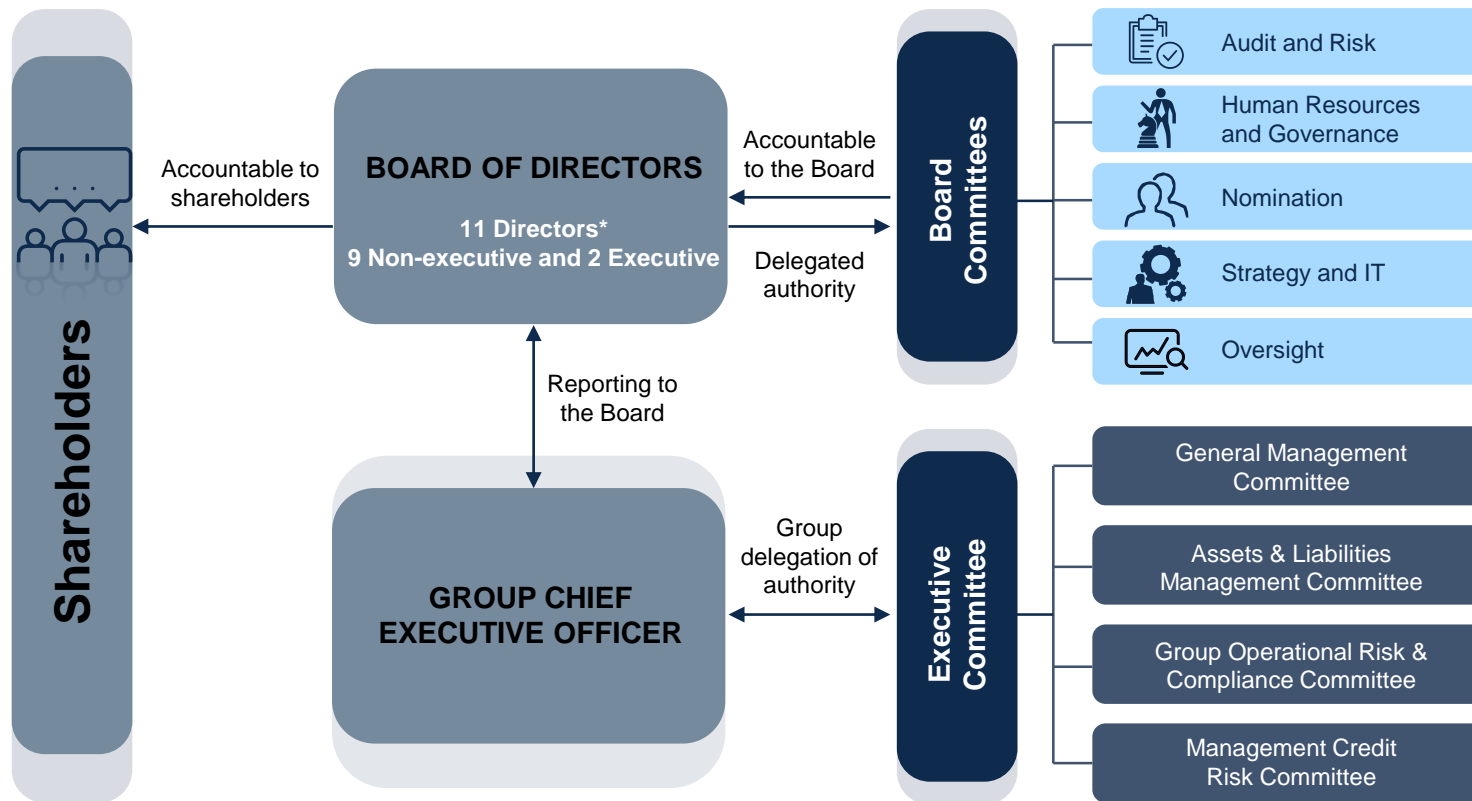 Shareholders
Accountable to
shareholders
BOARD OF DIRECTORS
11 Directors*
9 Non-executive and 2 Executive
Accountable
to the Board
Delegated
authority
Board
Committees
Audit and Risk
Human Resources
and Governance
Nomination
Strategy and IT
Oversight
Reporting to
the Board
GROUP CHIEF
EXECUTIVE OFFICER
Group
delegation of
authority
Executive
Committee
General Management
Committee
Assets & Liabilities
Management Committee
Group Operational Risk &
Compliance Committee
Management Credit
Risk Committee